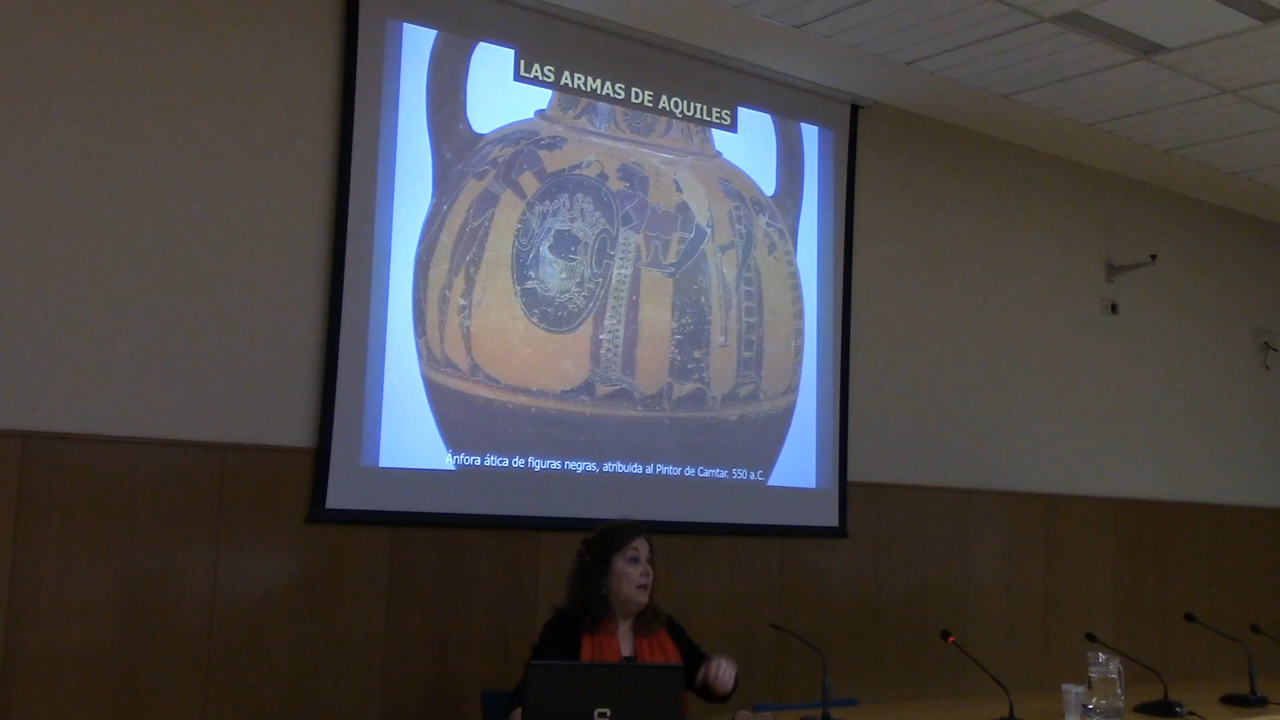 LAS ARMAS DE AQUILES
Ánfora ática de figuras negras, atribuida al Pintor de Camtar. 550 a.C.